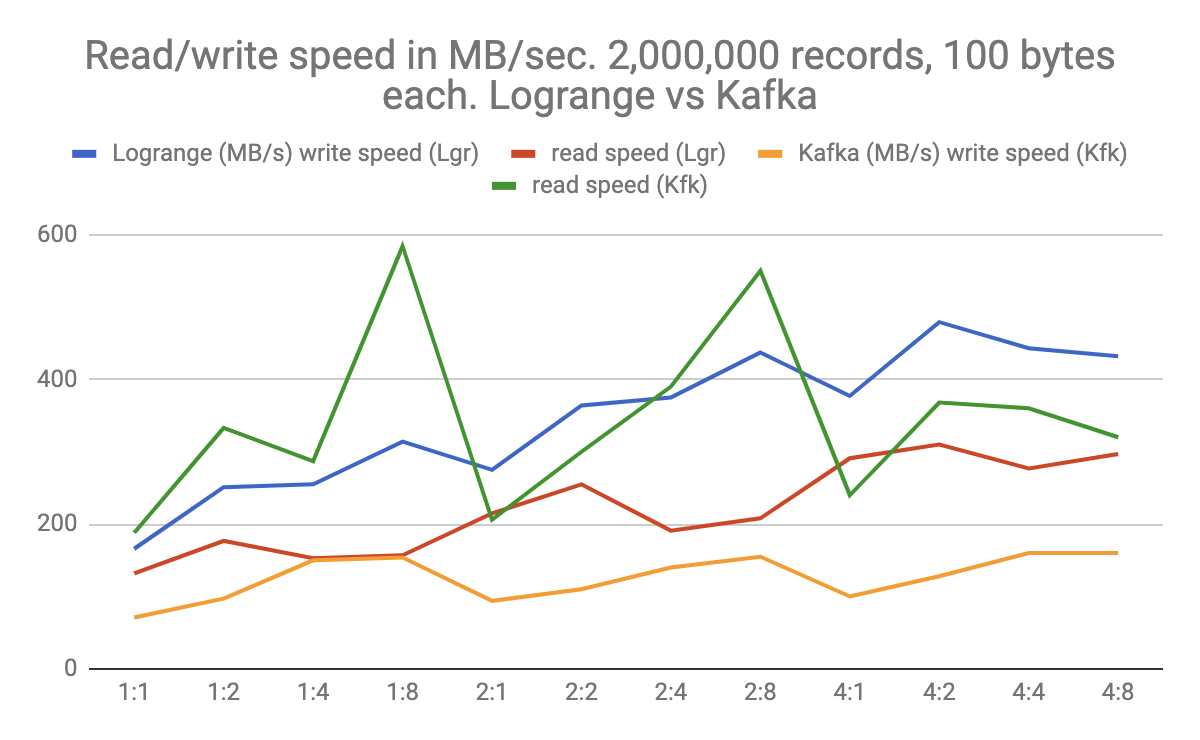 Read/write speed in MB/sec. 2,000,000 records, 100 bytes
each. Logrange vs Kafka
Logrange (MB/s) write speed (Lgr) read speed (Lgr) Kafka (MB/s) write speed (Kfk)
read speed (Kfk)
600
400
200
0
1:1 1:2 1:4 1:8 2:1 2:2 2:4 2:8 4:1 4:2 4:4 4:8